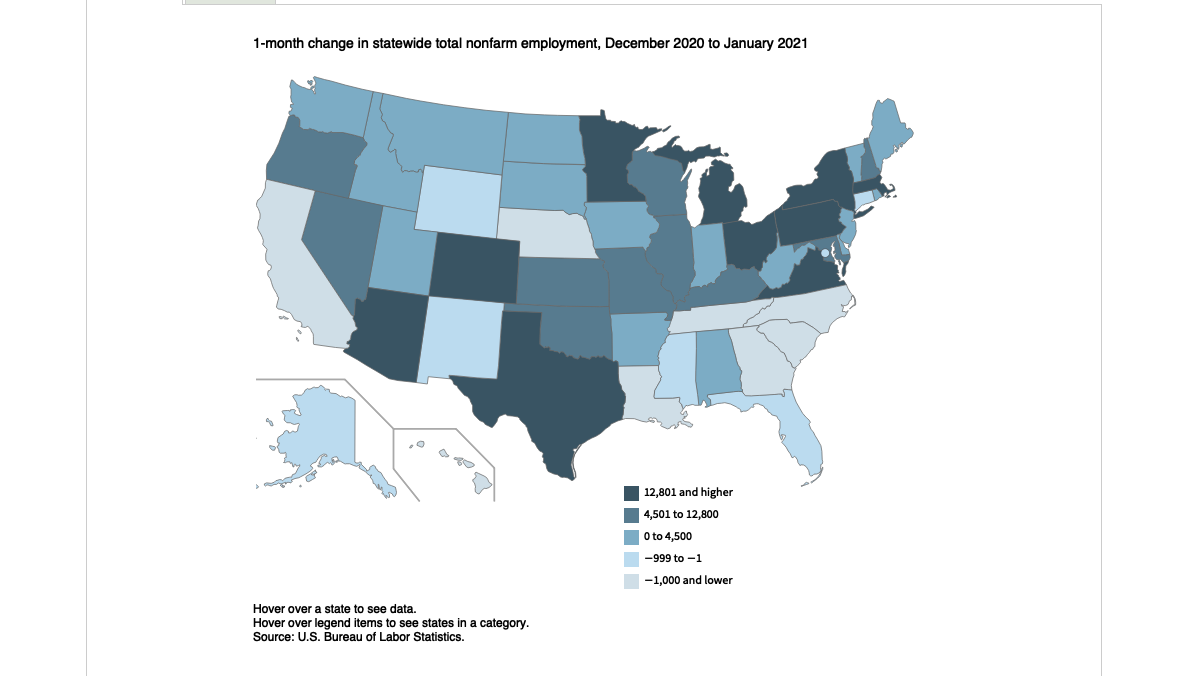 1-month change in statewide total nonfarm employment, December 2020 to January 2021
12,801 and higher
4,501 to 12,800
0 to 4,500
−999 to −1
−1,000 and lower
Hover over a state to see data.
Hover over legend items to see states in a category.
Source: U.S. Bureau of Labor Statistics.